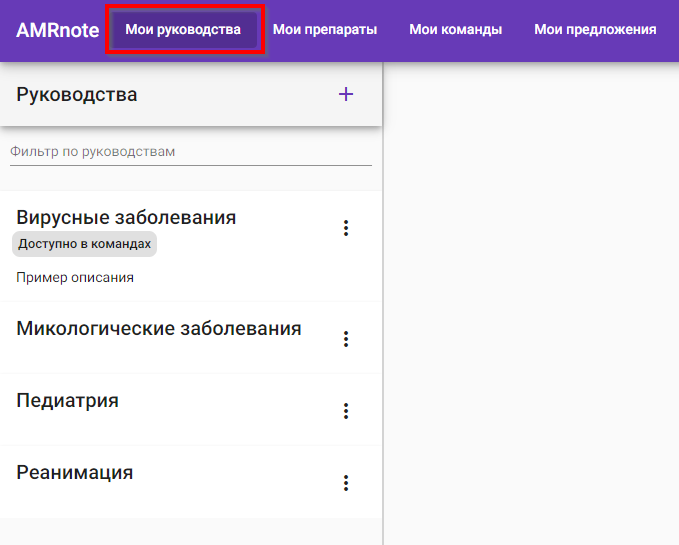 AMRnote Мои руководства Мои препараты Мои команды Мои предложения
Руководства
Фильтр по руководствам
Вирусные заболевания
Доступно в командах
Пример описания
Микологические заболевания
Педиатрия
Реанимация